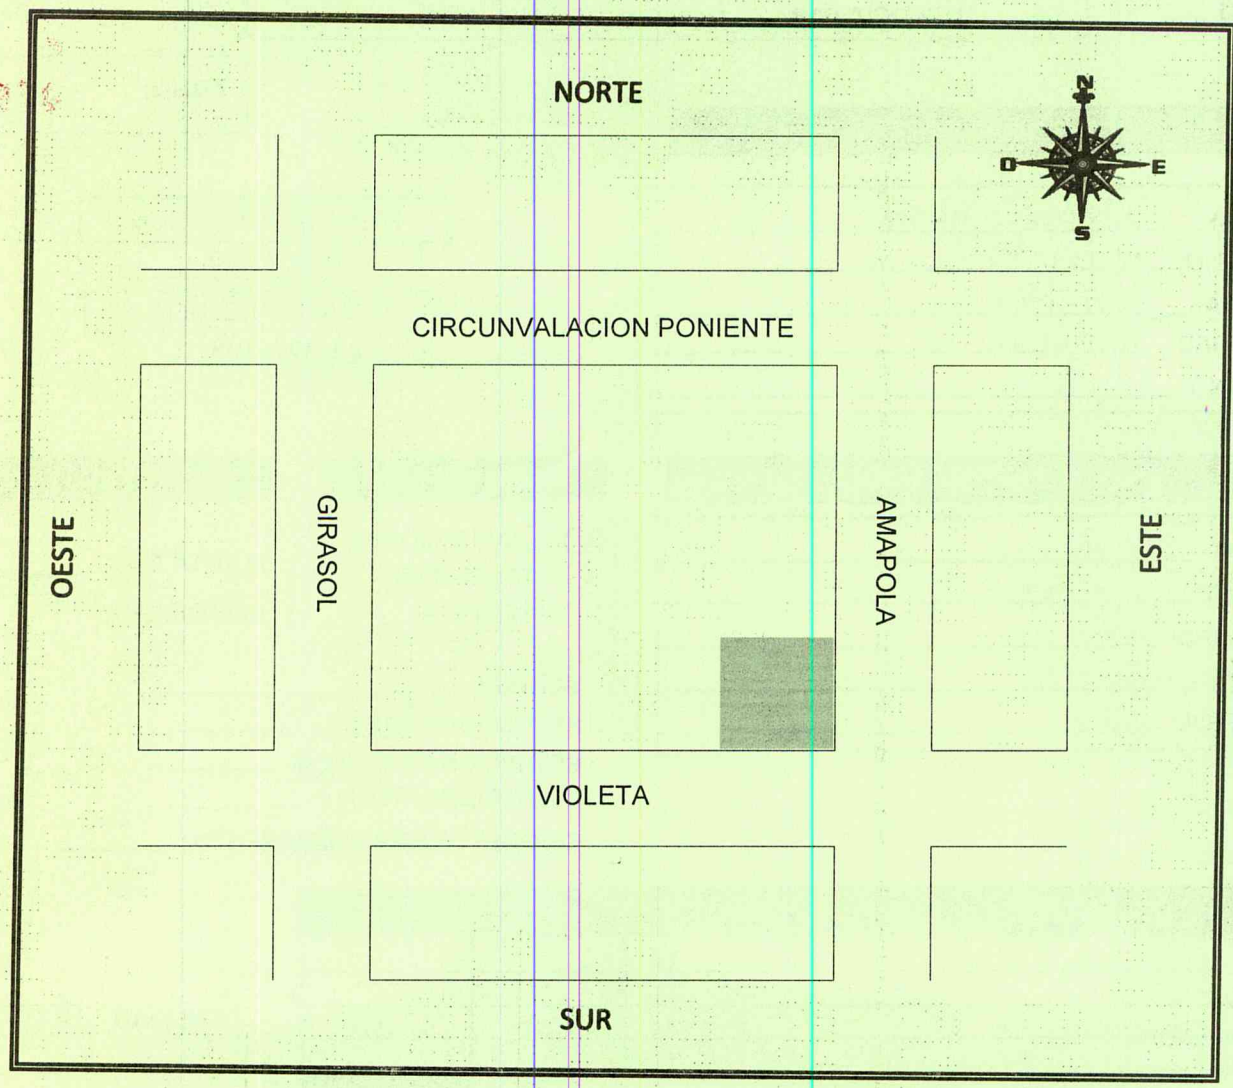 NORTE
N
O
E
S
CIRCUNVALACION PONIENTE
OESTE
GIRASOL
AMAPOLA
ESTE
VIOLETA
SUR